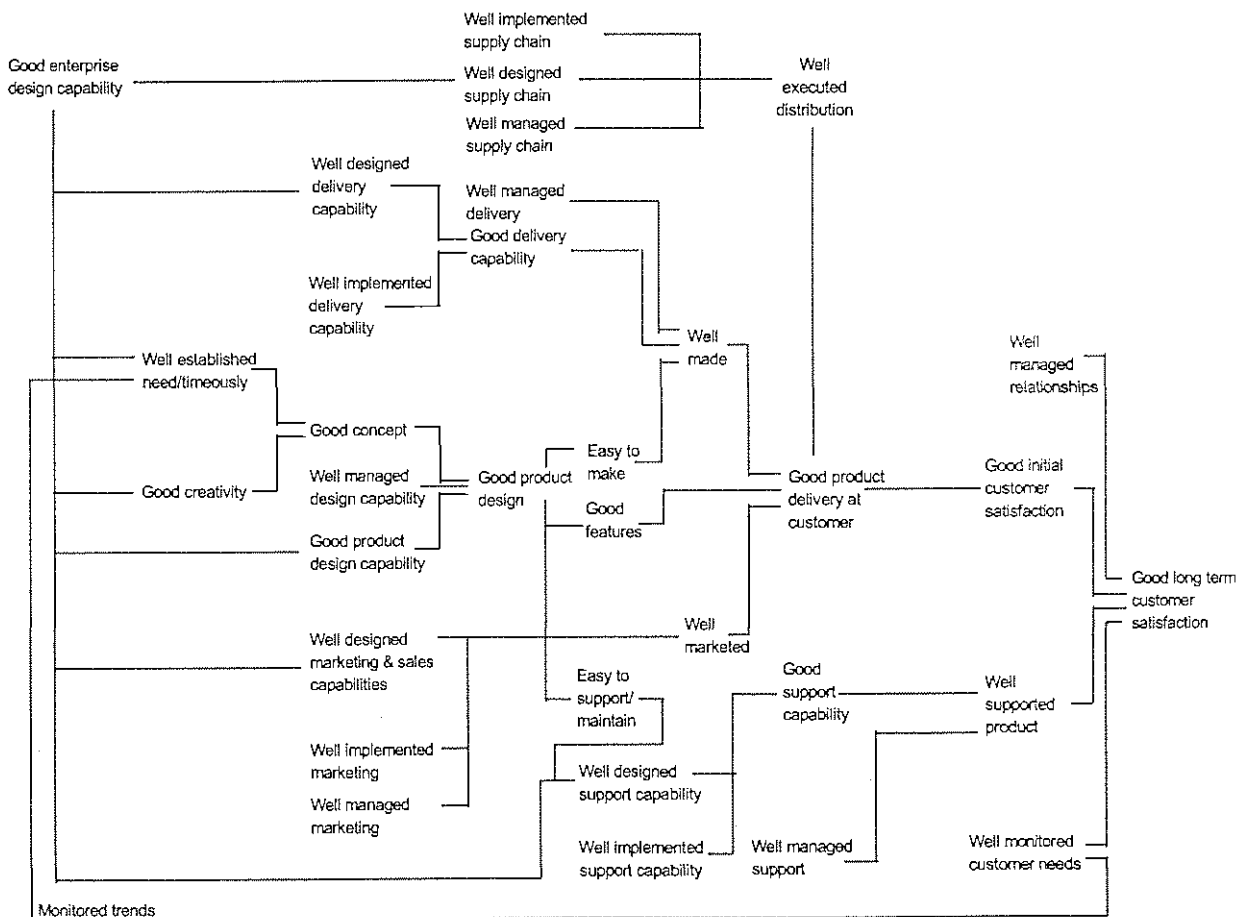 Well implemented
supply chain
Good enterprise
design capability
Well designed
supply chain
Well
executed
distribution
Well managed
supply chain
Well designed
delivery
capability
Well managed
delivery
Good delivery
capability
Well implemented
delivery
capability
Well
made
Well
managed
relationships
Well established
need/timeously
Good concept
Easy to
make
Good creativity
Well managed
design capability
Good product
design
Good product
delivery at
customer
Good initial
customer
satisfaction
Good
features
Good product
design capability
Good long term
customer
satisfaction
Well designed
marketing & sales
capabilities
Well
marketed
Easy to
support/
maintain
Good
support
capability
Well
supported
product
Well implemented
marketing
Well designed
support capability
Well managed
marketing
Well implemented
support capability
Well managed
support
Well monitored
customer needs
Monitored trends